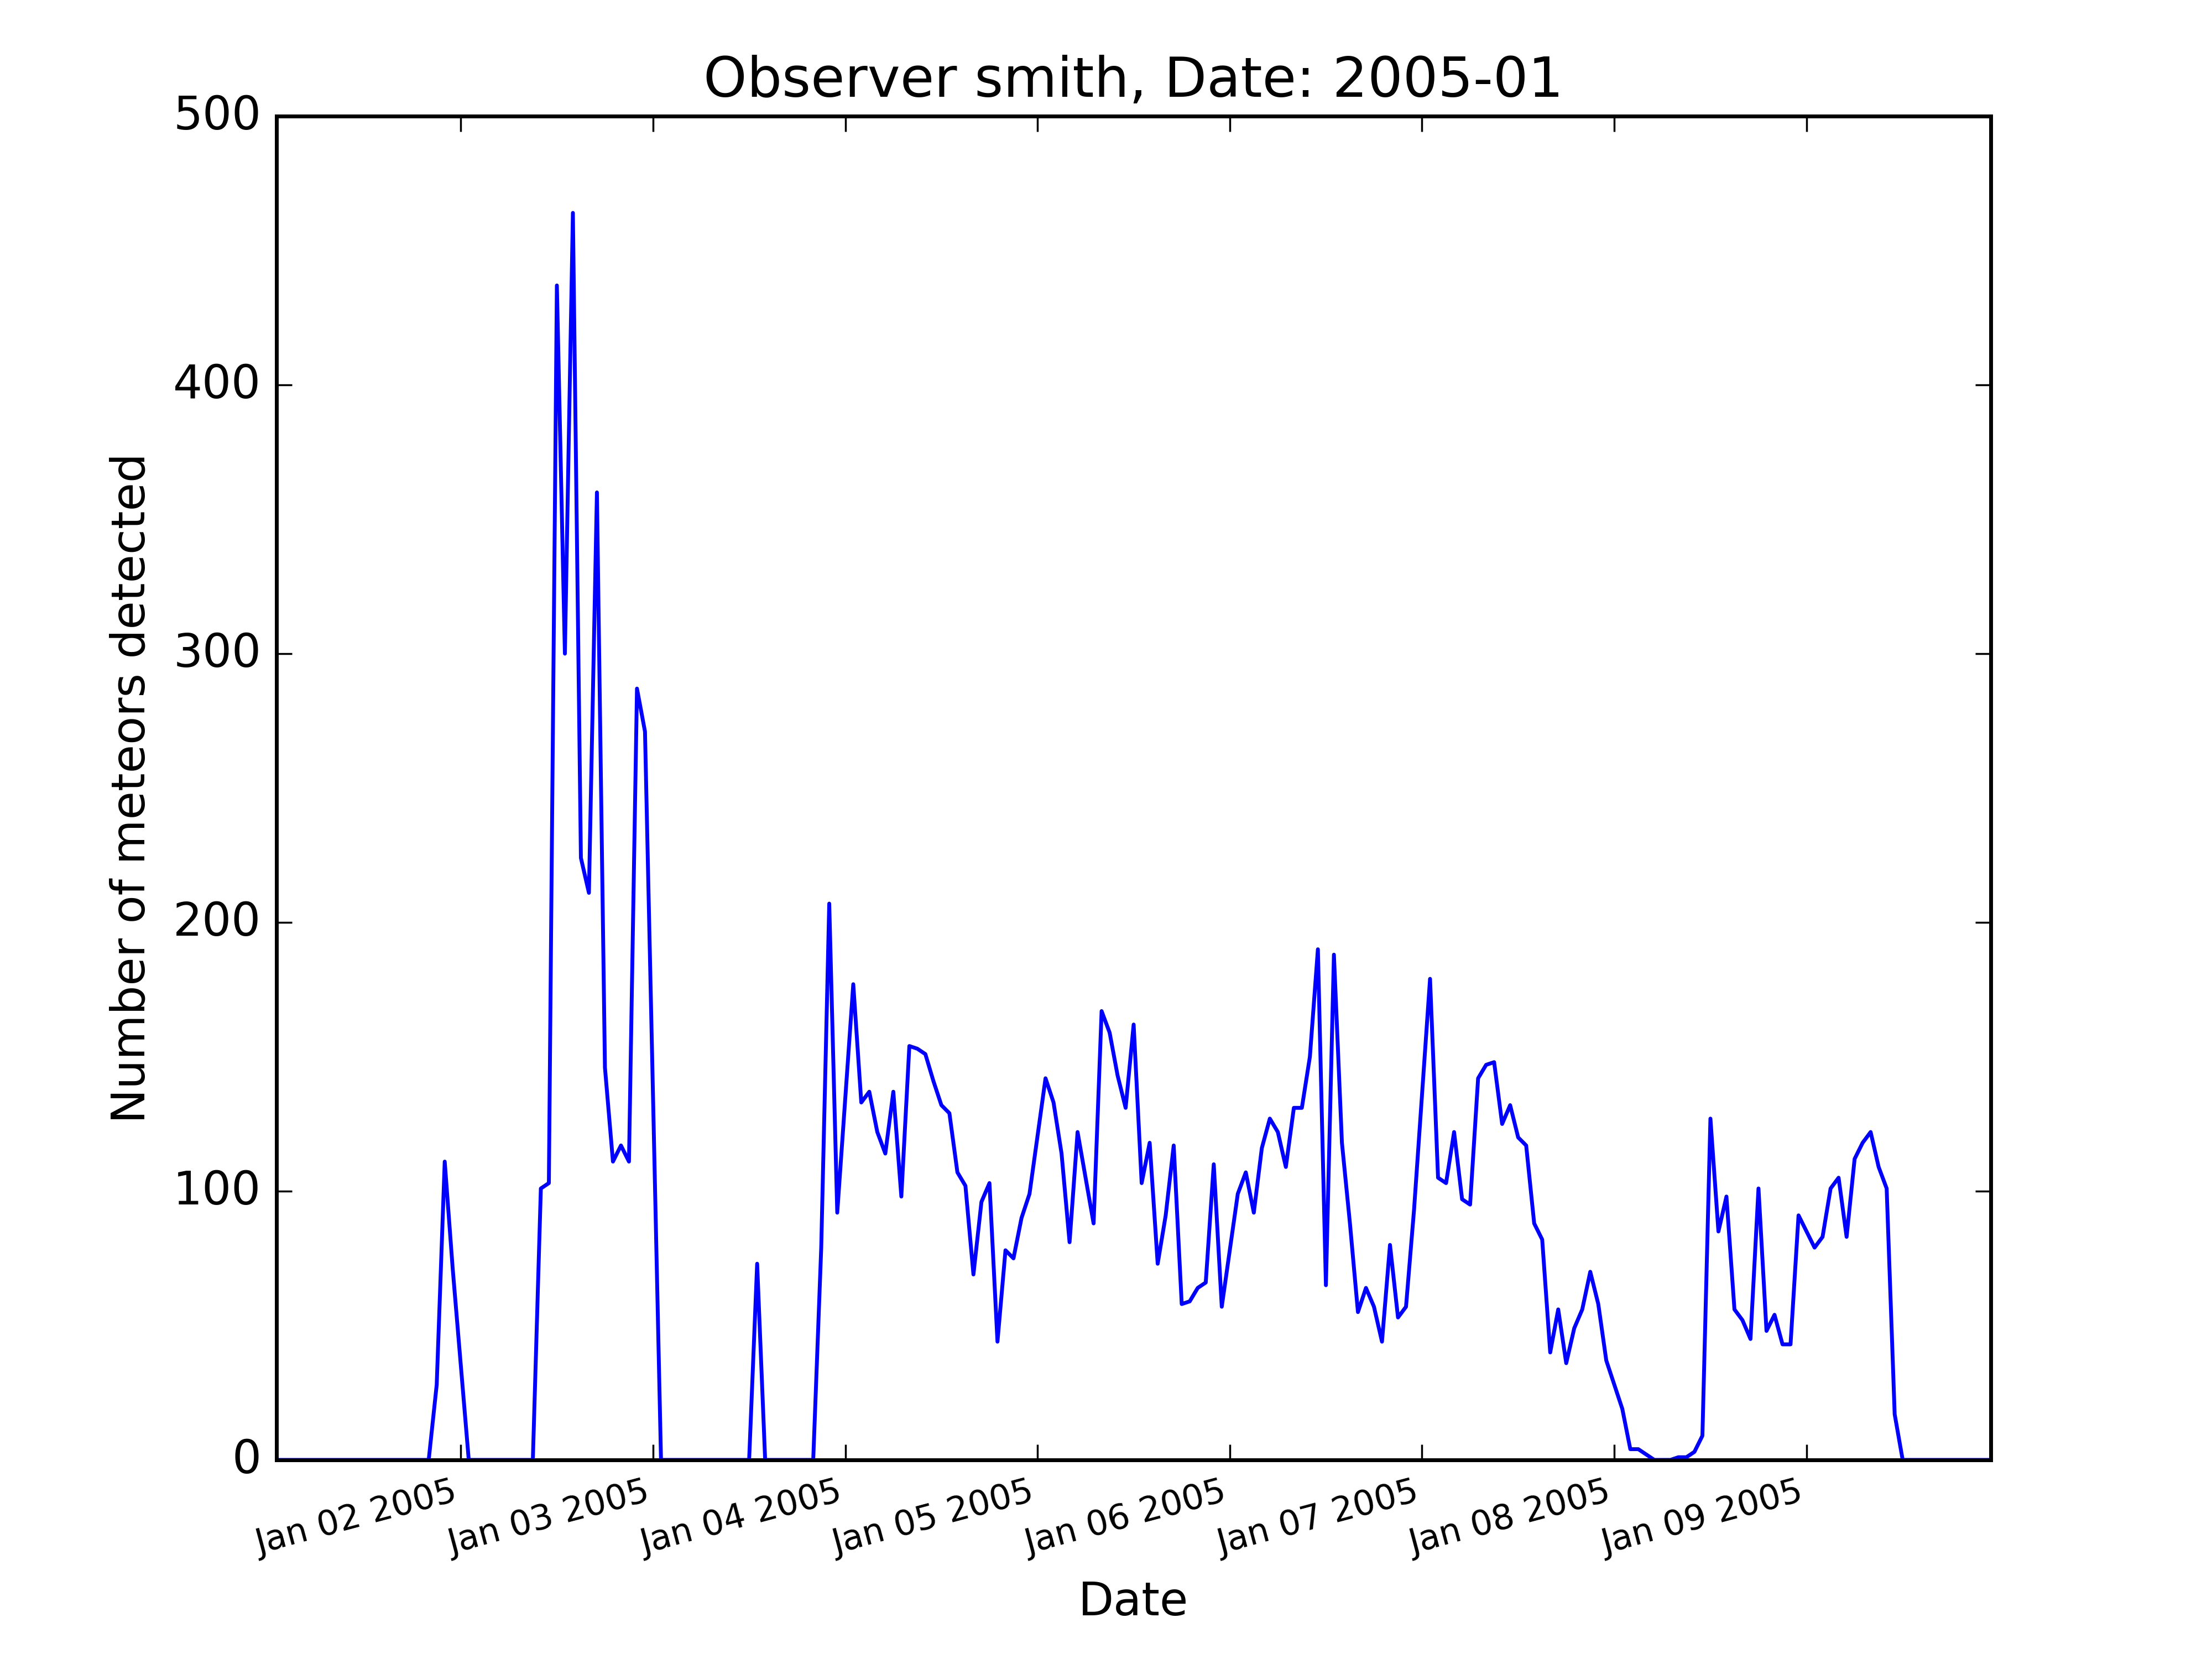 Observer smith, Date: 2005-01
500
400
300
200
100
0
Number of meteors detected
Jan 02 2005
Jan 03 2005
Jan 04 2005
Jan 05 2005
Jan 06 2005
Jan 07 2005
Jan 08 2005
Jan 09 2005
Date